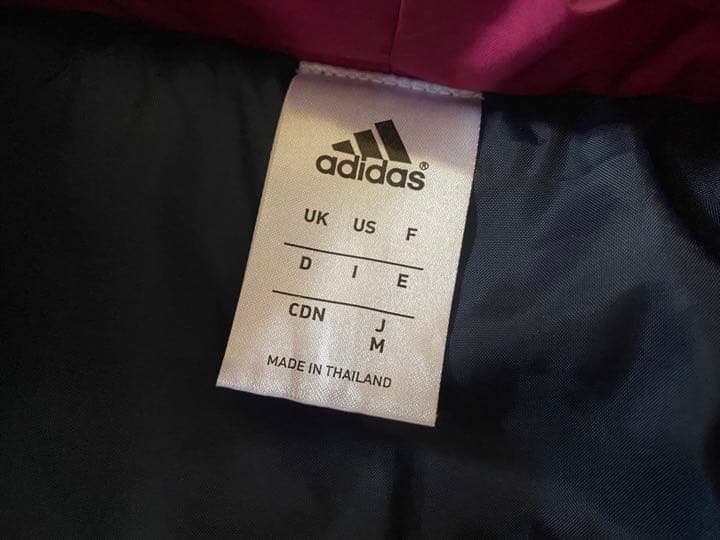 adidas®
UK US F
D I E
CDN J
M
MADE IN THAILAND